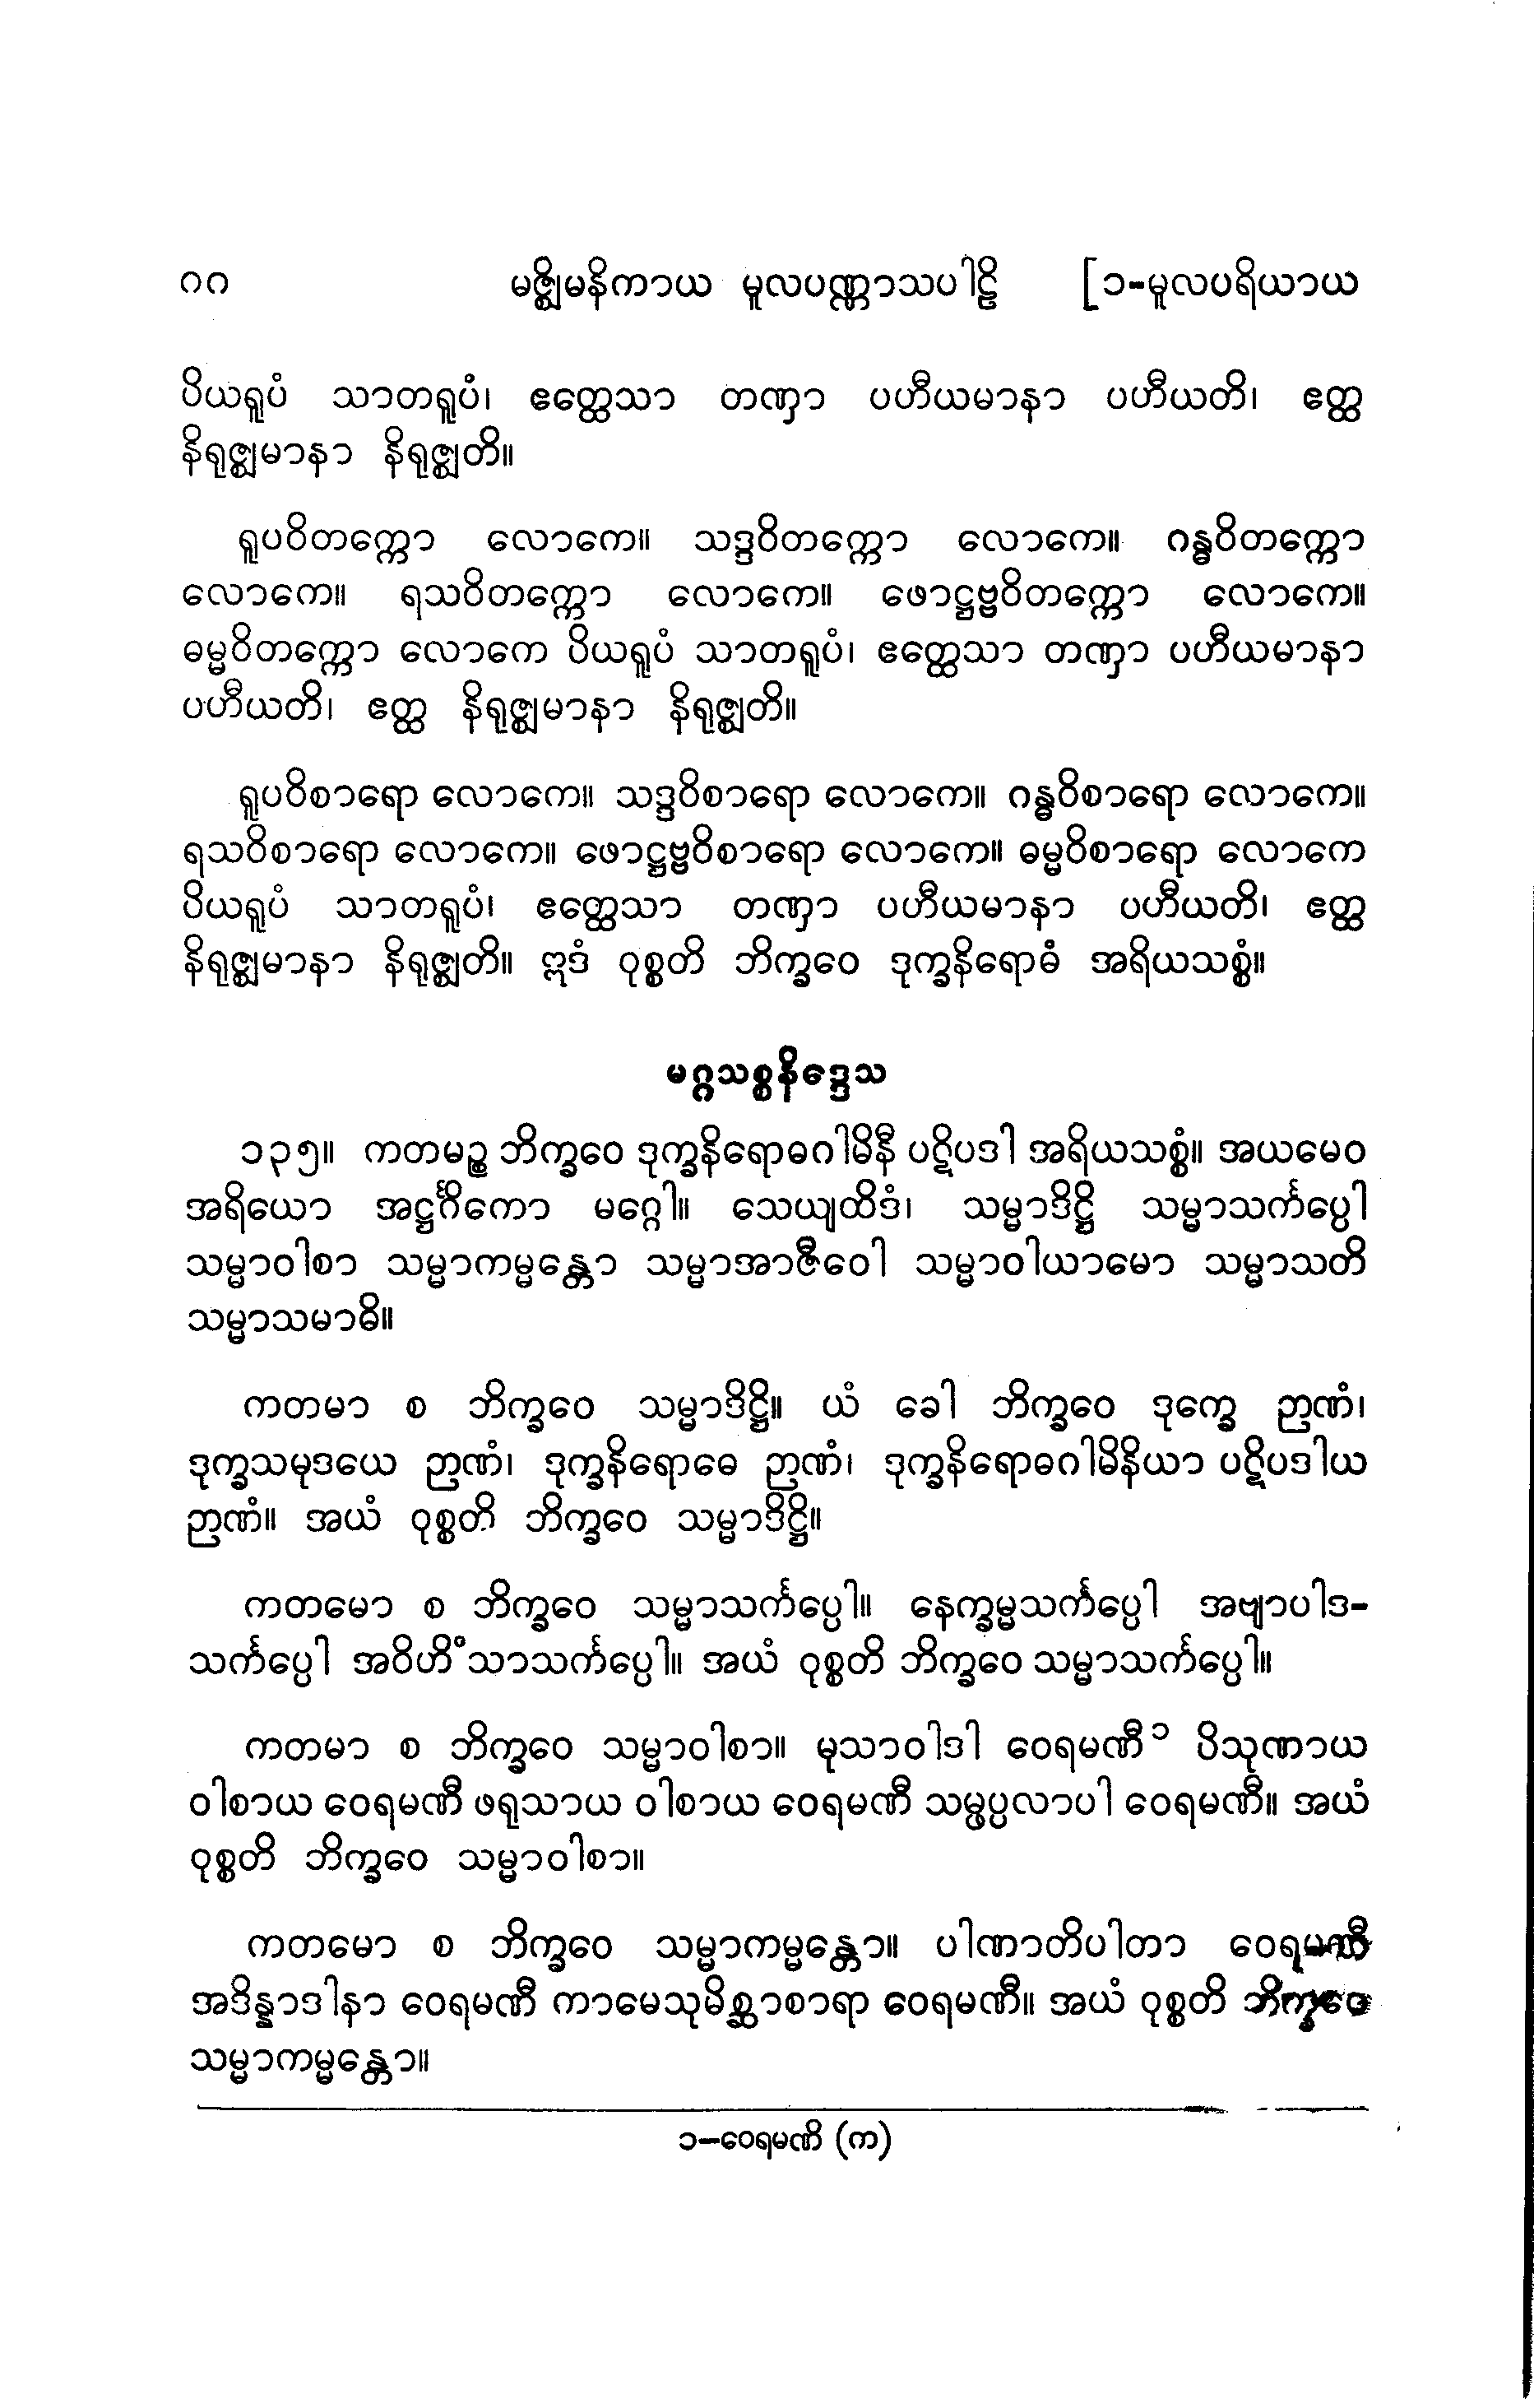 ၈၈ မဇ္ဈိမနိကာယ မူလပဏ္ဏာသပါဠိ [၁-မူလပရိယာယ
ပိယရူပံ သာတရူပံ၊ ဧတ္ထေသာ တဏှာ ပဟီယမာနာ ပဟီယတိ၊ ဧတ္ထ
နိရုဇ္ဈမာနာ နိရုဇ္ဈတိ။
ရူပဝိတက္ကော လောကေ။ သဒ္ဒဝိတက္ကော လောကေ။ ဂန္ဓဝိတက္ကော
လောကေ။ ရသဝိတက္ကော လောကေ။ ဖောဋ္ဌဗ္ဗဝိတက္ကော လောကေ။
ဓမ္မဝိတက္ကော လောကေ ပိယရူပံ သာတရူပံ၊ ဧတ္ထေသာ တဏှာ ပဟီယမာနာ
ပဟီယတိ၊ ဧတ္ထ နိရုဇ္ဈမာနာ နိရုဇ္ဈတိ။
ရူပဝိစာရော လောကေ။ သဒ္ဒဝိစာရော လောကေ။ ဂန္ဓဝိစာရော လောကေ။
ရသဝိစာရော လောကေ။ ဖောဋ္ဌဗ္ဗဝိစာရော လောကေ။ ဓမ္မဝိစာရော လောကေ
ပိယရူပံ သာတရူပံ၊ ဧတ္ထေသာ တဏှာ ပဟီယမာနာ ပဟီယတိ၊ ဧတ္ထ
နိရုဇ္ဈမာနာ နိရုဇ္ဈတိ။ ဣဒံ ဝုစ္စတိ ဘိက္ခဝေ ဒုက္ခနိရောဓံ အရိယသစ္စံ။
မဂ္ဂသစ္စနိဒ္ဒေသ
၁၃၅။ ကတမဉ္စ ဘိက္ခဝေ ဒုက္ခနိရောဓဂါမိနီ ပဋိပဒါ အရိယသစ္စံ။ အယမေဝ
အရိယော အဋ္ဌင်္ဂိကော မဂ္ဂေါ။ သေယျထိဒံ၊ သမ္မာဒိဋ္ဌိ သမ္မာသင်္ကပ္ပေါ
သမ္မာဝါစာ သမ္မာကမ္မန္တော သမ္မာအာဇီဝေါ သမ္မာဝါယာမော သမ္မာသတိ
သမ္မာသမာဓိ။
ကတမာ စ ဘိက္ခဝေ သမ္မာဒိဋ္ဌိ။ ယံ ခေါ ဘိက္ခဝေ ဒုက္ခေ ဉာဏံ၊
ဒုက္ခသမုဒယေ ဉာဏံ၊ ဒုက္ခနိရောဓေ ဉာဏံ၊ ဒုက္ခနိရောဓဂါမိနိယာ ပဋိပဒါယ
ဉာဏံ။ အယံ ဝုစ္စတိ ဘိက္ခဝေ သမ္မာဒိဋ္ဌိ။
ကတမော စ ဘိက္ခဝေ သမ္မာသင်္ကပ္ပေါ။ နေက္ခမ္မသင်္ကပ္ပေါ အဗျာပါဒ-
သင်္ကပ္ပေါ အဝိဟိံသာသင်္ကပ္ပေါ။ အယံ ဝုစ္စတိ ဘိက္ခဝေ သမ္မာသင်္ကပ္ပေါ။
ကတမာ စ ဘိက္ခဝေ သမ္မာဝါစာ။ မုသာဝါဒါ ဝေရမဏီ ၁ ပိသုဏာယ
ဝါစာယ ဝေရမဏီ ဖရုသာယ ဝါစာယ ဝေရမဏီ သမ္ဖပ္ပလာပါ ဝေရမဏီ။ အယံ
ဝုစ္စတိ ဘိက္ခဝေ သမ္မာဝါစာ။
ကတမော စ ဘိက္ခဝေ သမ္မာကမ္မန္တော။ ပါဏာတိပါတာ ဝေရမဏီ
အဒိန္နာဒါနာ ဝေရမဏီ ကာမေသုမိစ္ဆာစာရာ ဝေရမဏီ။ အယံ ဝုစ္စတိ ဘိက္ခဝေ
သမ္မာကမ္မန္တော။
၁–ဝေရမဏိ (က)